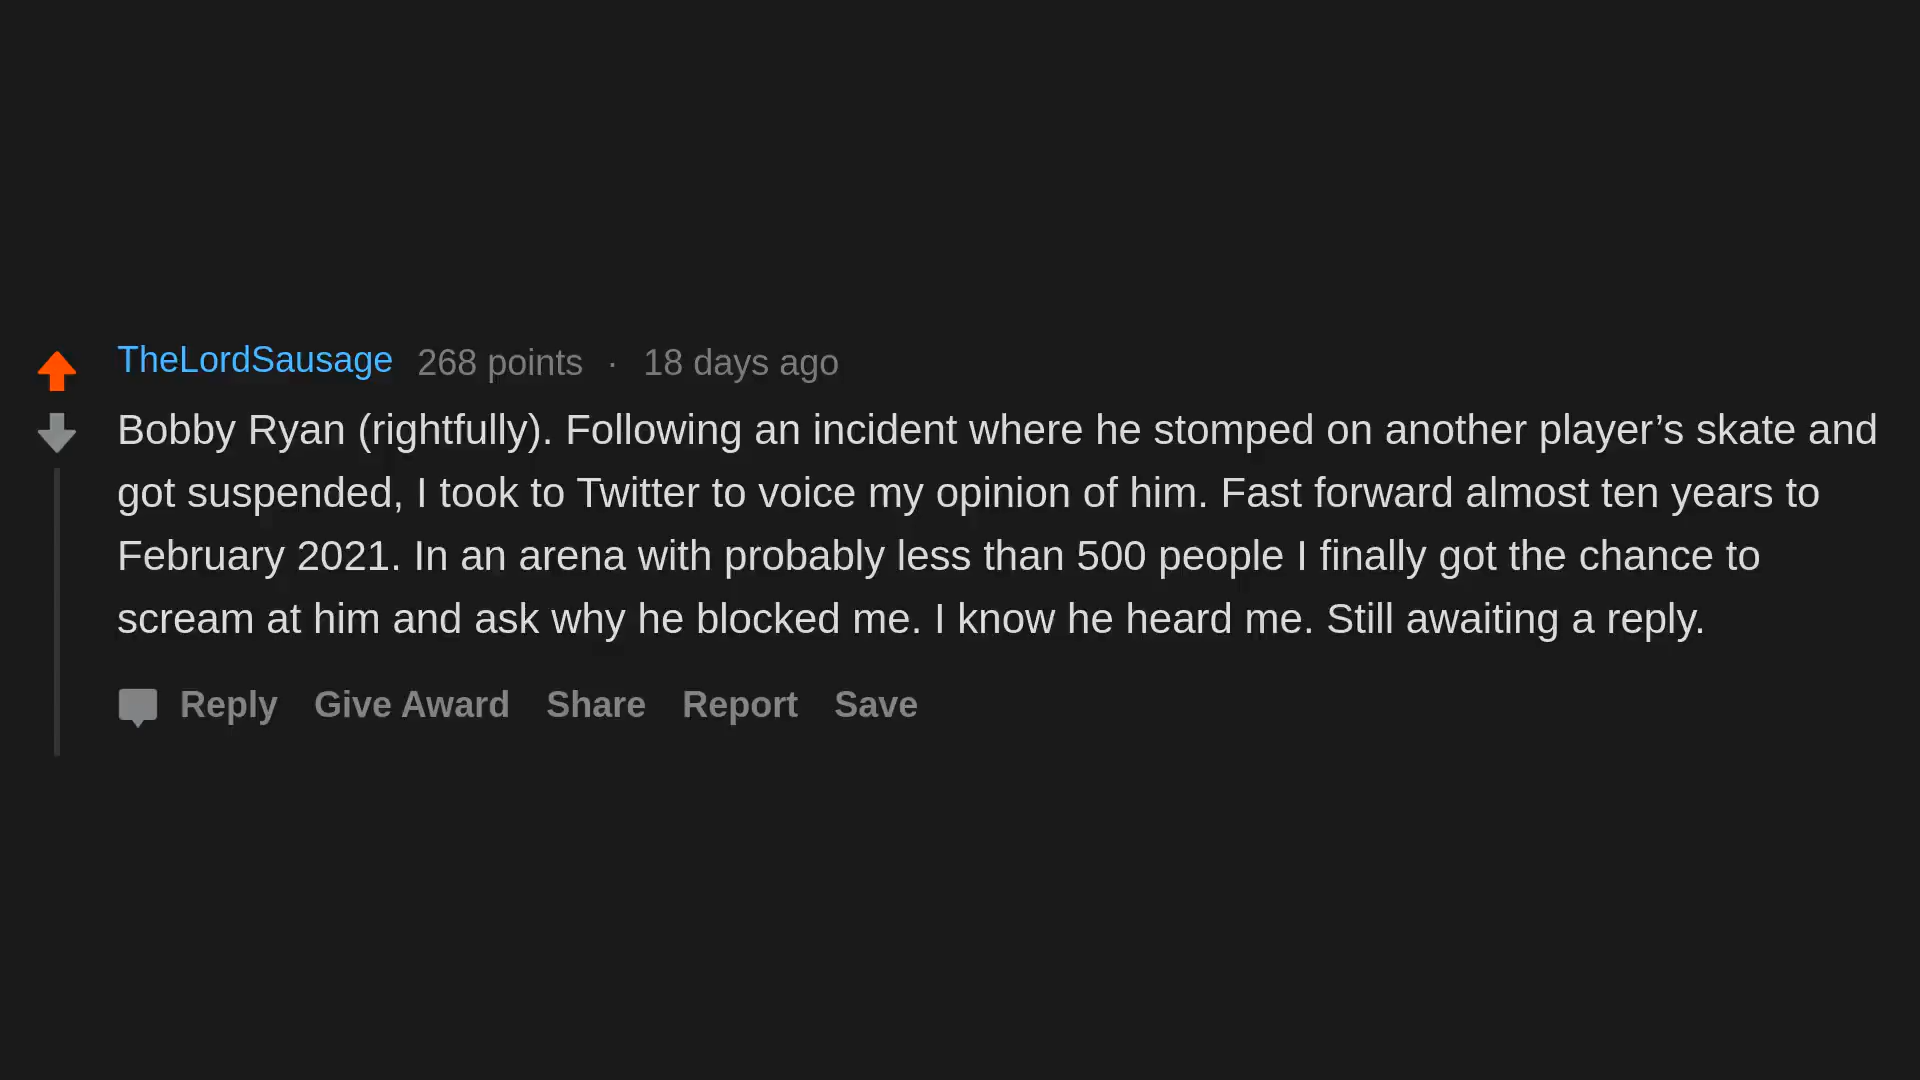 TheLordSausage 268 points · 18 days ago
Bobby Ryan (rightfully). Following an incident where he stomped on another player’s skate and
got suspended, I took to Twitter to voice my opinion of him. Fast forward almost ten years to
February 2021. In an arena with probably less than 500 people I finally got the chance to
scream at him and ask why he blocked me. I know he heard me. Still awaiting a reply.
Reply Give Award Share Report Save